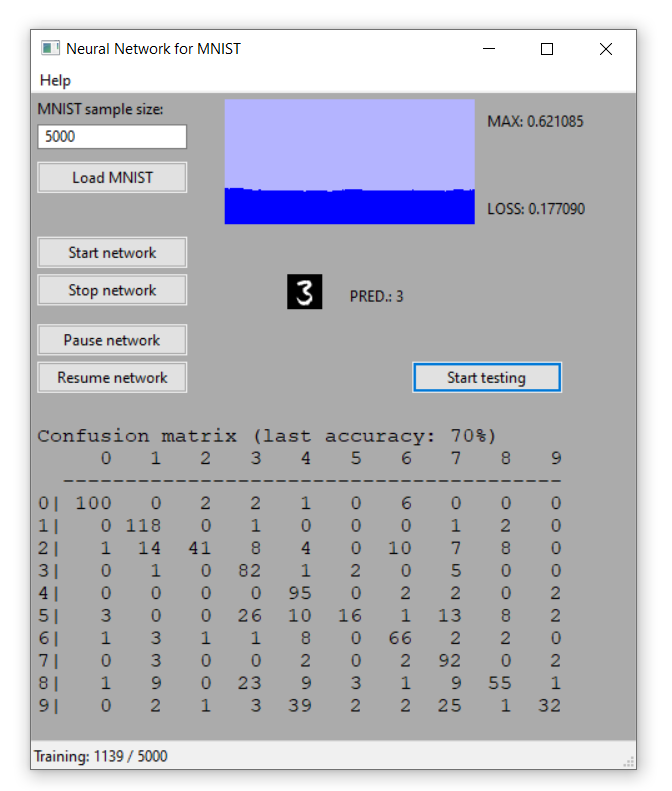 Neural Network for MNIST
Help
MNIST sample size:
5000
Load MNIST
MAX: 0.621085
LOSS: 0.177090
Start network
Stop network
3
PRED.: 3
Pause network
Resume network
Start testing
Confusion matrix (last accuracy: 70%)
0 1 2 3 4 5 6 7 8 9
------------------------------------------
0| 100 0 2 2 1 0 6 0 0 0
1| 0 118 0 1 0 0 0 1 2 0
2| 1 14 41 8 4 0 10 7 8 0
3| 0 1 0 82 1 2 0 5 0 0
4| 0 0 0 0 95 0 2 2 0 2
5| 3 0 0 26 10 16 1 13 8 2
6| 1 3 1 1 8 0 66 2 2 0
7| 0 3 0 0 2 0 2 92 0 2
8| 1 9 0 23 9 3 1 9 55 1
9| 0 2 1 3 39 2 2 25 1 32
Training: 1139 / 5000